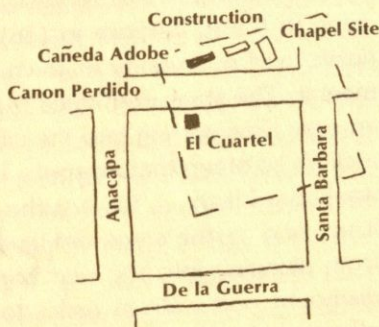 Construction
Chapel Site
Cañeda Adobe
Canon Perdido
El Cuartel
Anacapa
Santa Barbara
De la Guerra